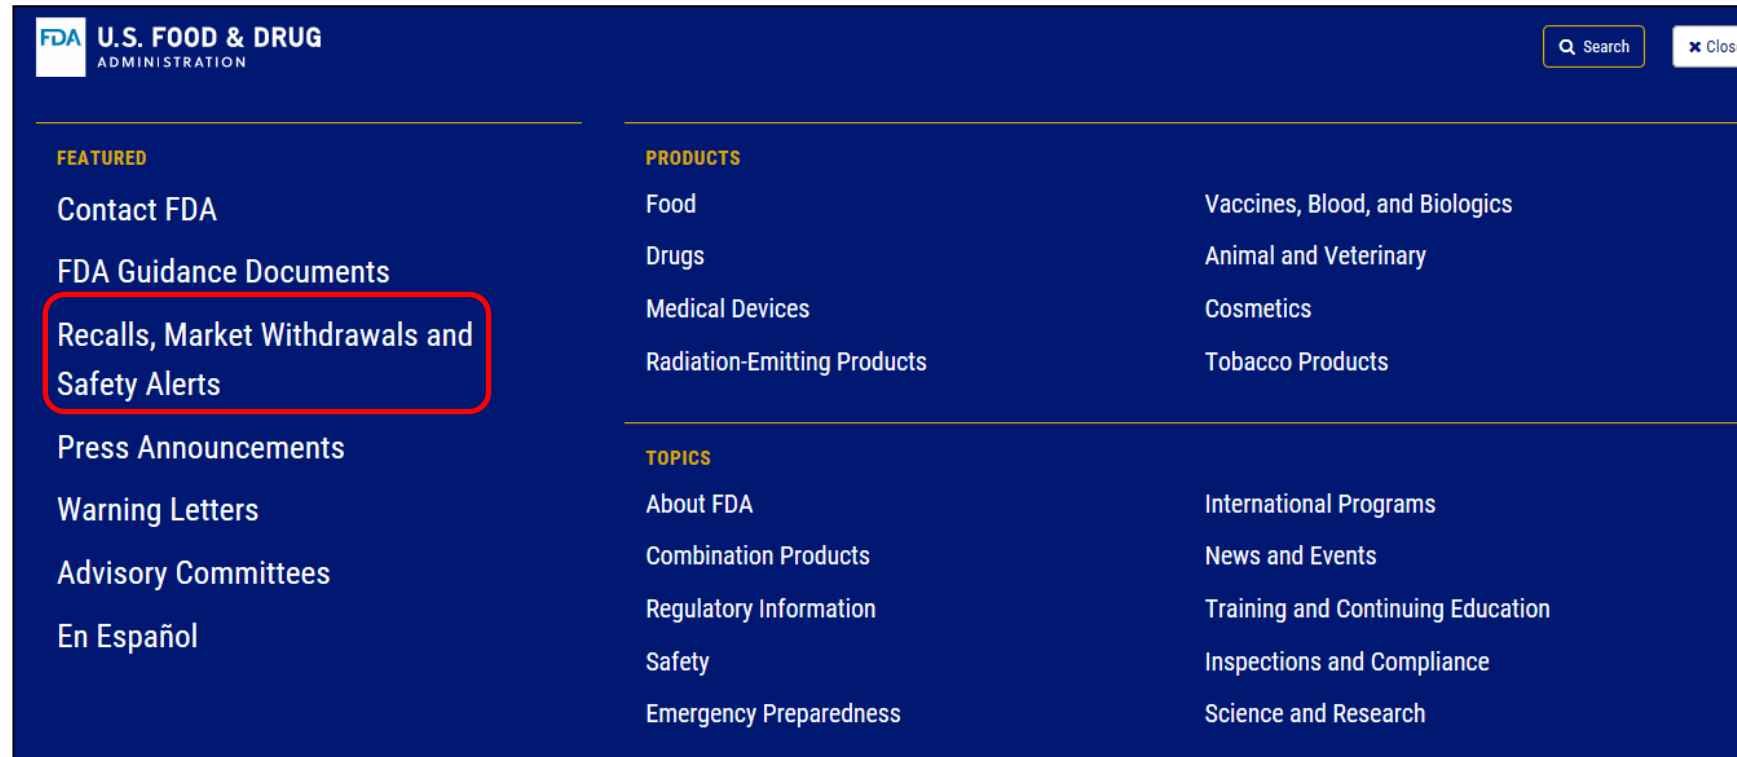 FDA U.S. FOOD & DRUG
ADMINISTRATION
Search
Clos
FEATURED
Contact FDA
FDA Guidance Documents
Recalls, Market Withdrawals and
Safety Alerts
Press Announcements
Warning Letters
Advisory Committees
En Español
PRODUCTS
Food
Drugs
Medical Devices
Radiation-Emitting Products
Vaccines, Blood, and Biologics
Animal and Veterinary
Cosmetics
Tobacco Products
TOPICS
About FDA
Combination Products
Regulatory Information
Safety
Emergency Preparedness
International Programs
News and Events
Training and Continuing Education
Inspections and Compliance
Science and Research